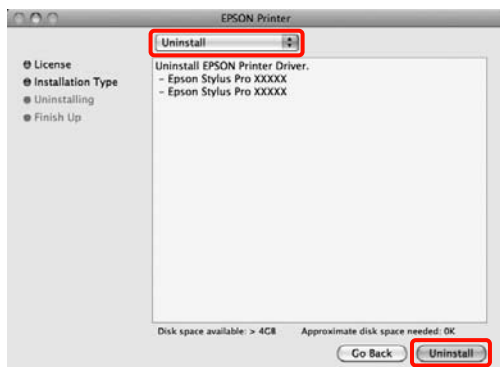 EPSON Printer
Uninstall
License
Installation Type
Uninstalling
Finish Up
Uninstall EPSON Printer Driver.
- Epson Stylus Pro XXXXX
- Epson Stylus Pro XXXXX
Disk space available: > 4GB Approximate disk space needed: 0K
Go Back Uninstall